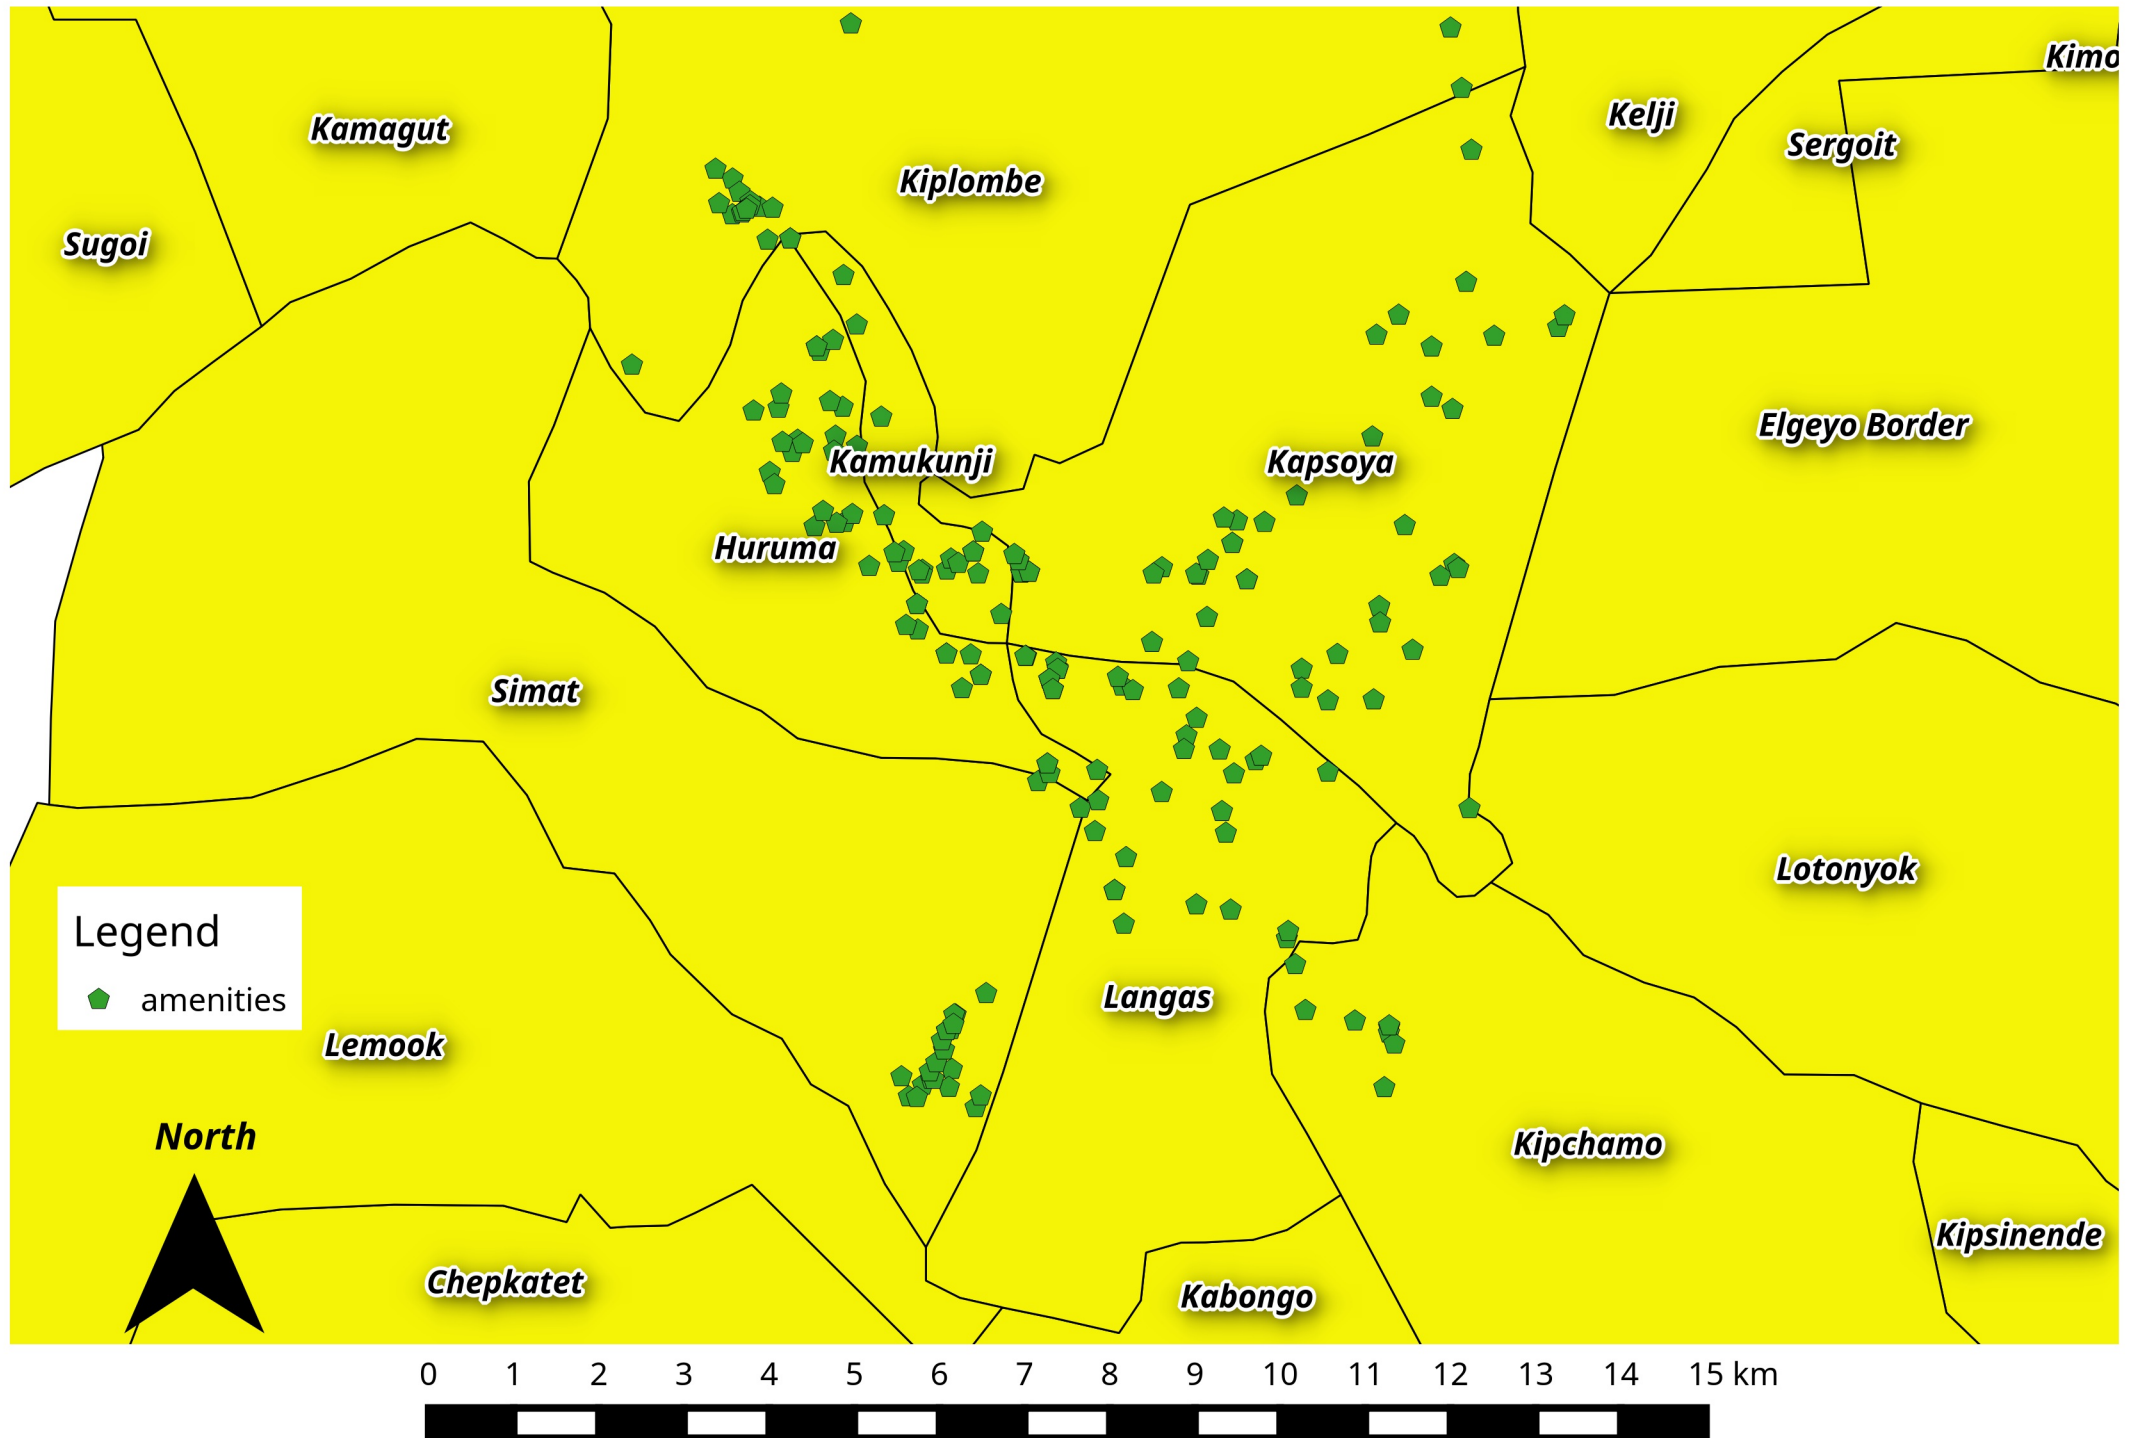 Kimo
Kelji
Kamagut
Sergoit
Kiplombe
Sugoi
Elgeyo Border
Kamukunji
Kapsoya
Huruma
Simat
Lotonyok
Legend
amenities
Langas
Lemook
North
Kipchamo
Kipsinende
Chepkatet
Kabongo
0 1 2 3 4 5 6 7 8 9 10 11 12 13 14 15 km